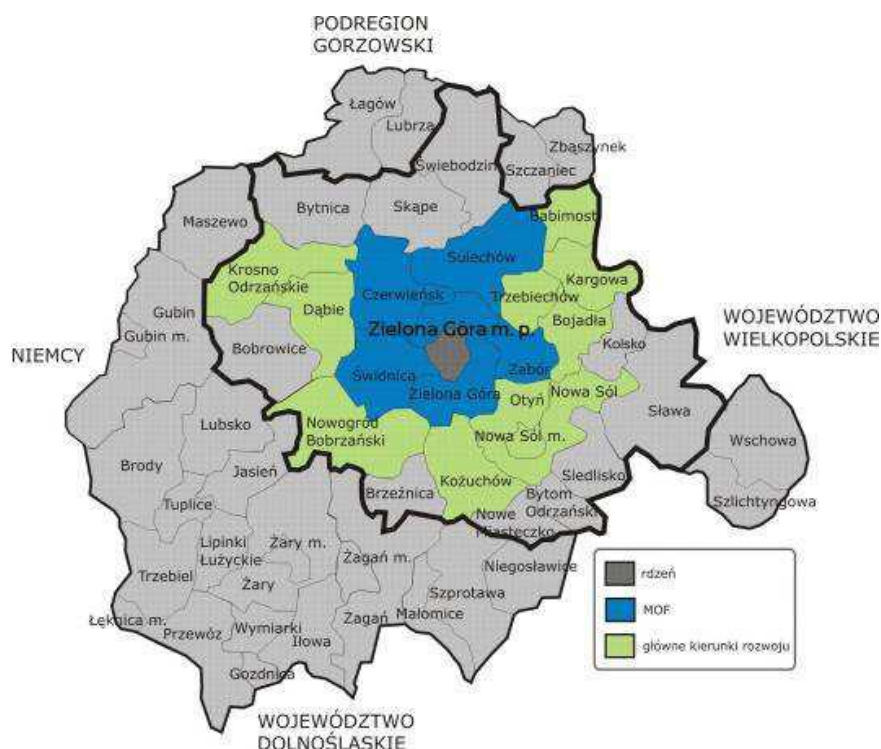 PODREGION
GORZOWSKI
Łagów
Lubrza
Świebodzin
Zbąszynek
Szczaniec
Bytnica
Skąpe
Babimost
Maszewo
Sulechów
Krosno
Odrzańskie
Kargowa
Czerwieńsk
Trzebiechów
Dąbie
Gubin
Bojadła
Gubin m.
Zielona Góra m. p.
WOJEWÓDZTWO
WIELKOPOLSKIE
Kolsko
NIEMCY
Bobrowice
Zabór
Świdnica
Zielona Góra
Nowa Sól
Otyń
Sława
Nowogród
Bobrzański
Lubsko
Nowa Sól m.
Wschowa
Brody
Jasień
Siedlisko
Kożuchów
Brzeźnica
Bytom
Odrzański
Szlichtyngowa
Tuplice
Nowe
Miasteczko
Lipinki
Łużyckie
Żary m.
Żagań m.
Niegosławice
Trzebiel
Żary
Szprotawa
Łęknica m.
Przewóz
Wymiarki
Iłowa
Żagań
Małomice
Gozdnica
rdzeń
MOF
główne kierunki rozwoju
WOJEWÓDZTWO
DOLNOŚLĄSKIE